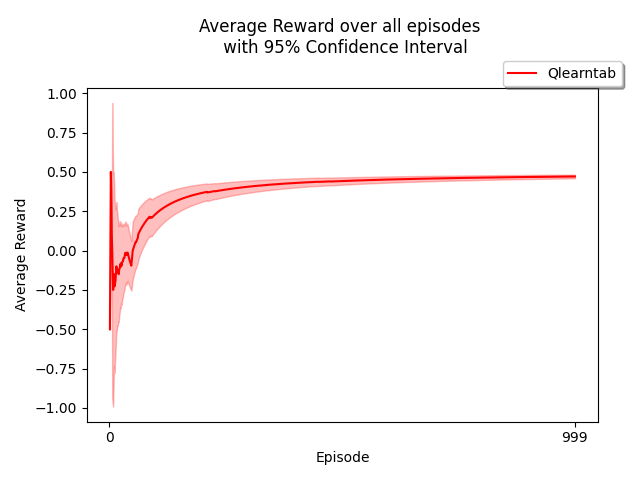 Average Reward over all episodes
with 95% Confidence Interval
Qlearntab
1.00
0.75
0.50
0.25
0.00
−0.25
−0.50
−0.75
−1.00
Average Reward
0
999
Episode